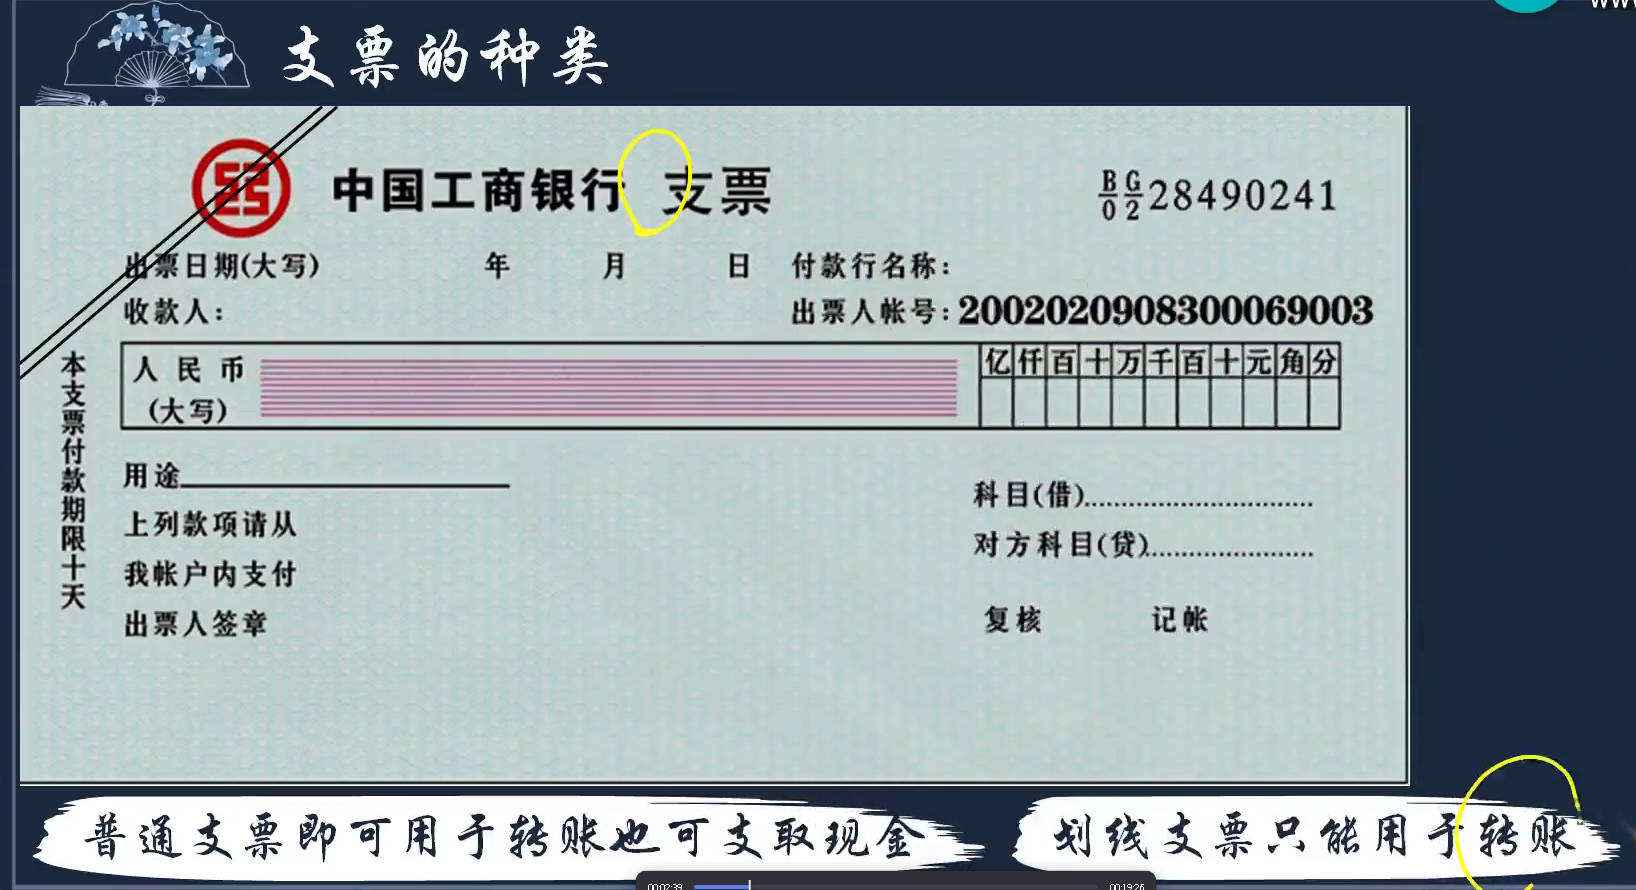 支票的种类
中国工商银行 支票
B G
0 2 28490241
出票日期(大写) 年 月 日 付款行名称:
收款人: 出票人帐号:2002020908300069003
人民币
(大写)
亿仟百十万千百十元角分
本支票付款期限十天
用途
上列款项请从
我帐户内支付
出票人签章
科目(借)
对方科目(贷)
复核 记帐
普通支票即可用于转账也可支取现金
划线支票只能用于转账
00:02:39 00:19:26